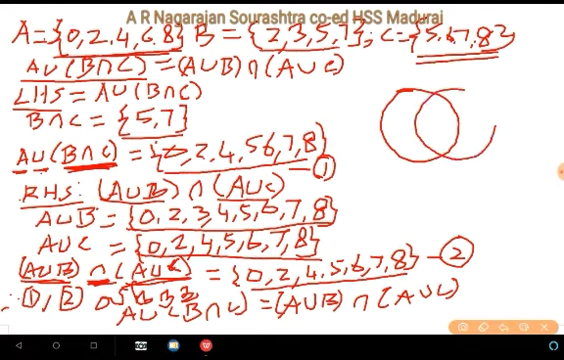 A R Nagarajan Sourashtra co-ed HSS Madurai
A={0,2,4,6,8} B={2,3,5,7}; C={5,6,7,8}
A∪(B∩C)=(A∪B)∩(A∪C)
LHS=A∪(B∩C)
B∩C={5,7}
A∪(B∩C)={0,2,4,5 6,7,8} —①
RHS: (A∪B)∩(A∪C)
A∪B={0,2,3,4,5,6,7,8}
A∪C={0,2,4,5,6,7,8}
(A∪B)∩(A∪C)={0,2,4,5,6,7,8} —②
∴ ①,②
A∪(B∩C)=(A∪B)∩(A∪C)